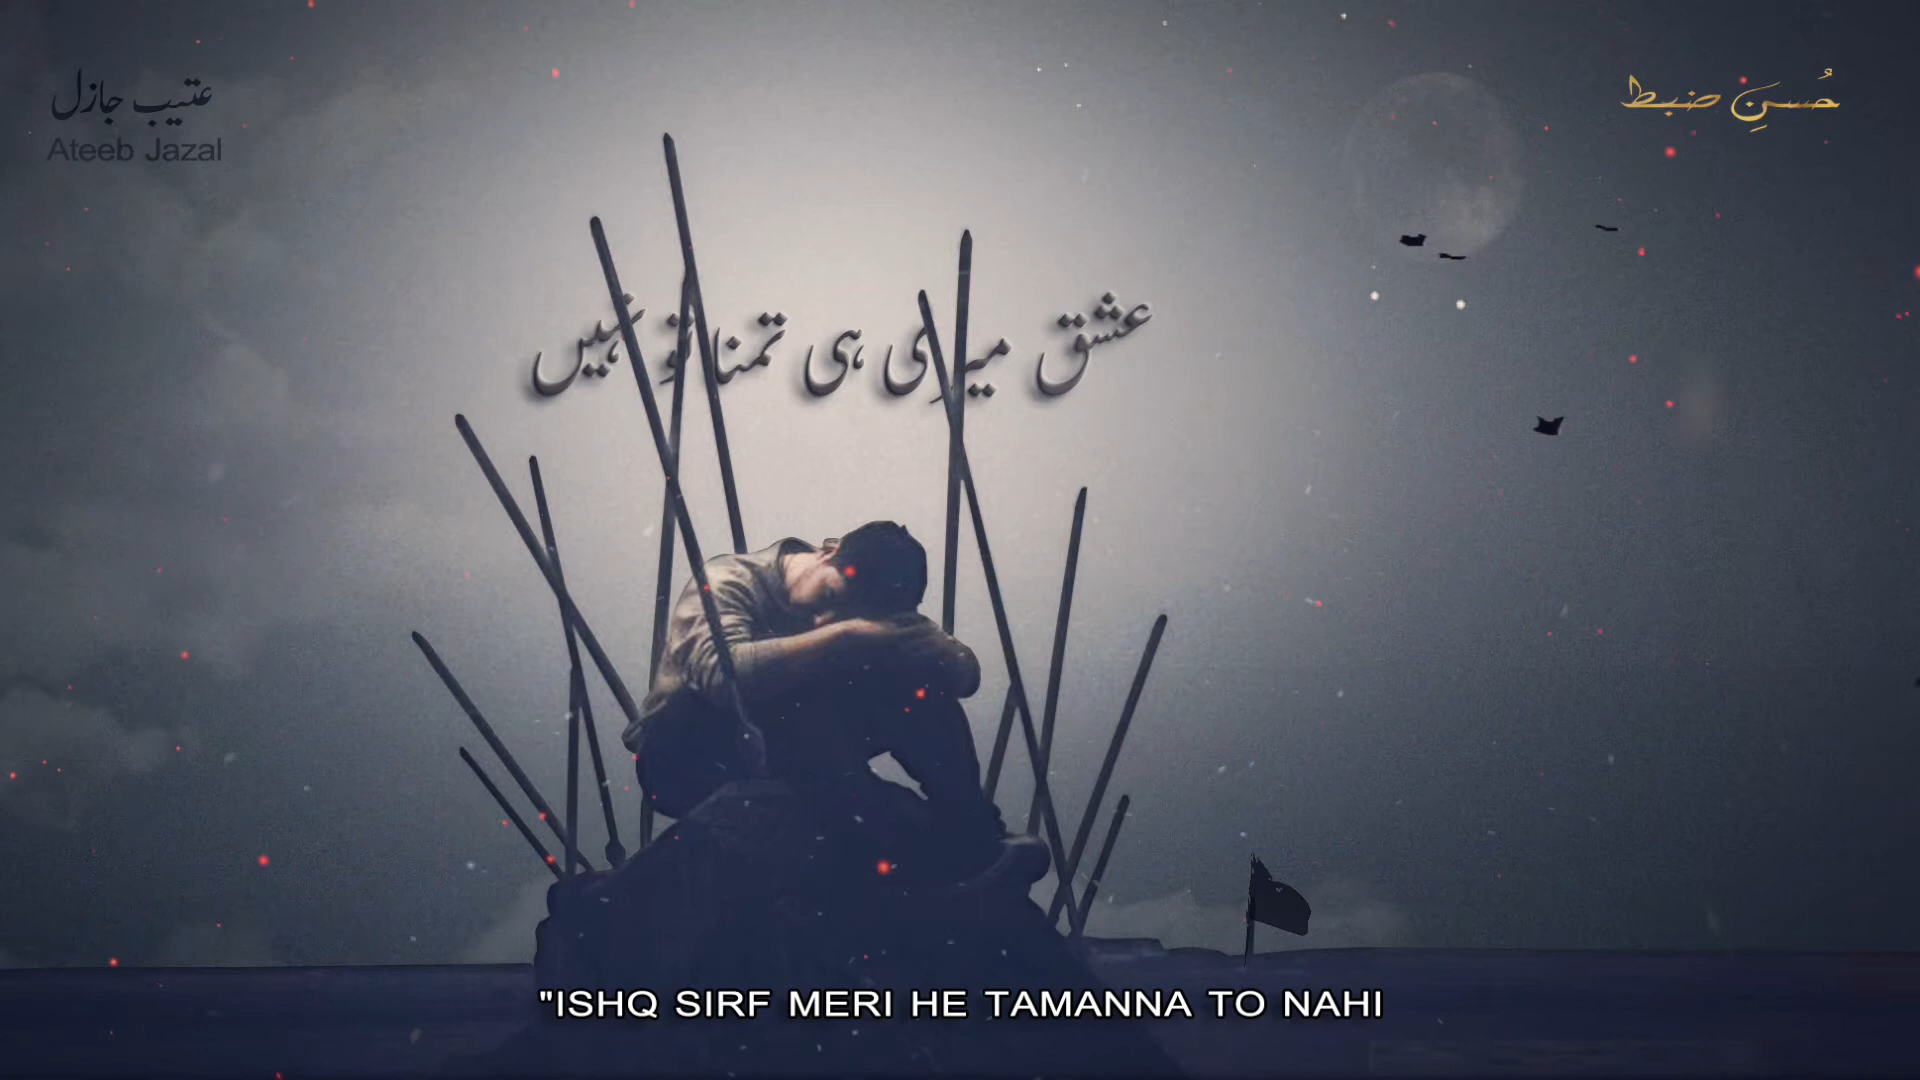 عتیب جازل
Ateeb Jazal
حُسنِ ضبط
عشق میری ہی تمنا تو نہیں
"ISHQ SIRF MERI HE TAMANNA TO NAHI